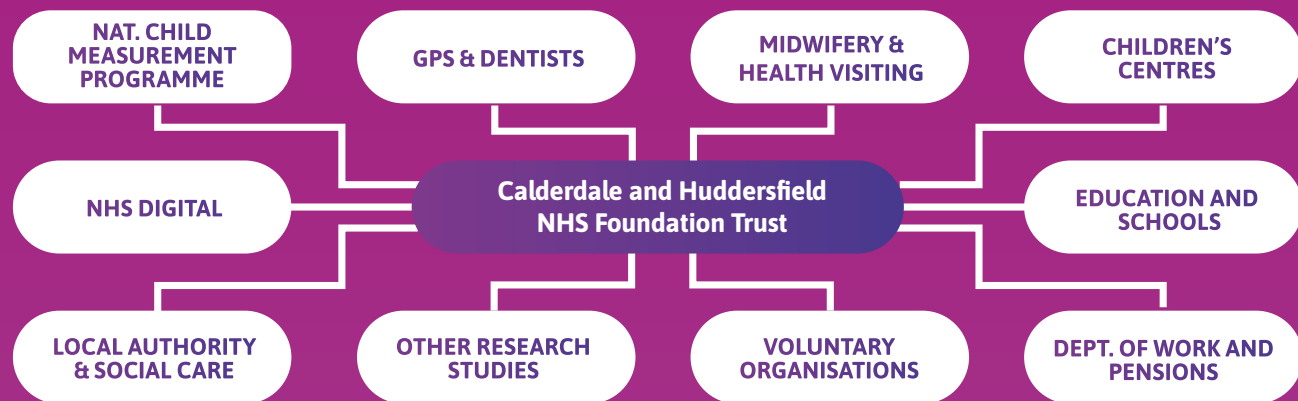 NAT. CHILD
MEASUREMENT
PROGRAMME
GPS & DENTISTS
MIDWIFERY &
HEALTH VISITING
CHILDREN'S
CENTRES
NHS DIGITAL
Calderdale and Huddersfield
NHS Foundation Trust
EDUCATION AND
SCHOOLS
LOCAL AUTHORITY
& SOCIAL CARE
OTHER RESEARCH
STUDIES
VOLUNTARY
ORGANISATIONS
DEPT. OF WORK AND
PENSIONS